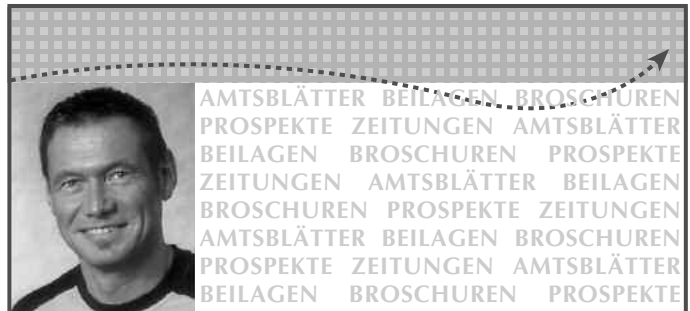 AMTSBLÄTTER BEILAGEN BROSCHUREN
PROSPEKTE ZEITUNGEN AMTSBLÄTTER
BEILAGEN BROSCHUREN PROSPEKTE
ZEITUNGEN AMTSBLÄTTER BEILAGEN
BROSCHUREN PROSPEKTE ZEITUNGEN
AMTSBLÄTTER BEILAGEN BROSCHUREN
PROSPEKTE ZEITUNGEN AMTSBLÄTTER
BEILAGEN BROSCHUREN PROSPEKTE